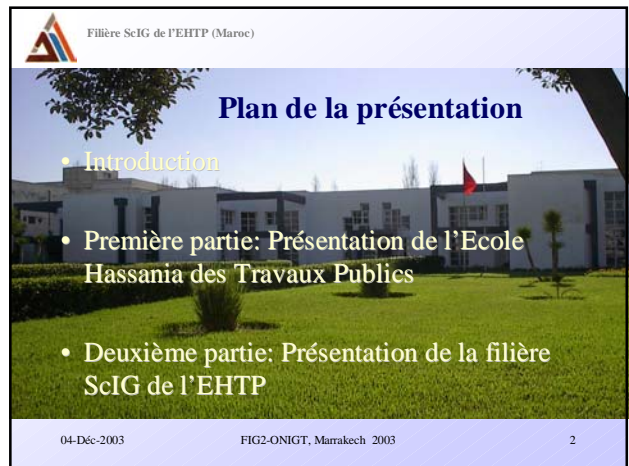 Filière ScIG de l'EHTP (Maroc)
Plan de la présentation
• Introduction
• Première partie: Présentation de l'Ecole
Hassania des Travaux Publics
• Deuxième partie: Présentation de la filière
ScIG de l'EHTP
04-Déc-2003 FIG2-ONIGT, Marrakech 2003 2